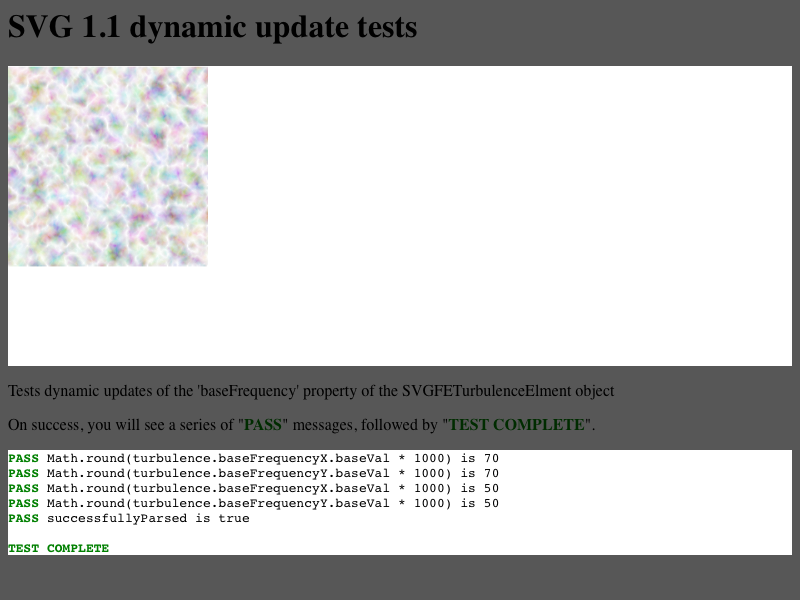 SVG 1.1 dynamic update tests
Tests dynamic updates of the 'baseFrequency' property of the SVGFETurbulenceElment object
On success, you will see a series of "PASS" messages, followed by "TEST COMPLETE".
PASS Math.round(turbulence.baseFrequencyX.baseVal * 1000) is 70
PASS Math.round(turbulence.baseFrequencyY.baseVal * 1000) is 70
PASS Math.round(turbulence.baseFrequencyX.baseVal * 1000) is 50
PASS Math.round(turbulence.baseFrequencyY.baseVal * 1000) is 50
PASS successfullyParsed is true
TEST COMPLETE